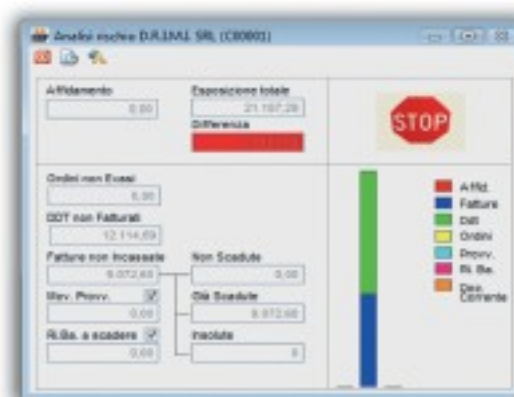 Analisi rischio D.R.I.M.I. SRL (C00001)
Affidamento
0,00
Esposizione totale
21.187,29
Differenza
STOP
Ordini non Evasi
0,00
DDT non Fatturati
12.114,69
Fatture non incassate
9.072,60
Mov. Provv.
0,00
Ri.Ba. a scadere
0,00
Non Scadute
0,00
Già Scadute
9.072,60
Insolute
0
Affid.
Fatture
Ddt
Ordini
Provv.
Ri. Ba.
Doc. Corrente